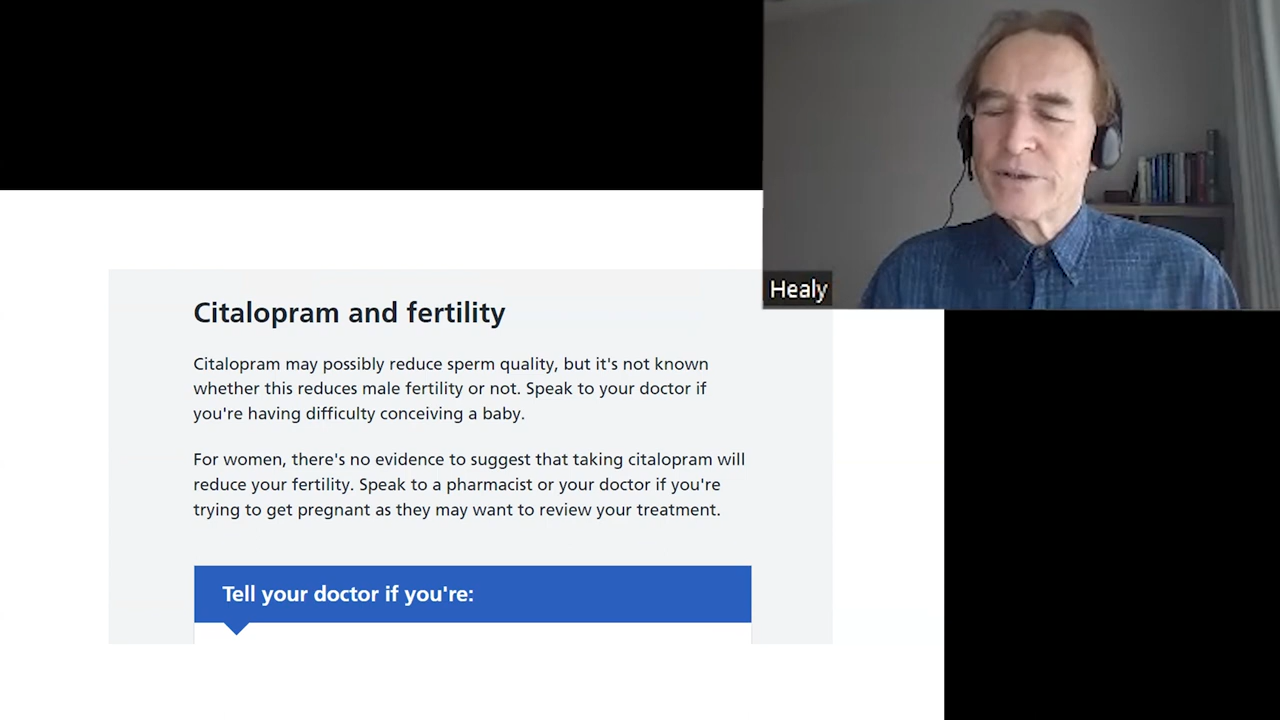 Healy
Citalopram and fertility
Citalopram may possibly reduce sperm quality, but it's not known
whether this reduces male fertility or not. Speak to your doctor if
you're having difficulty conceiving a baby.
For women, there's no evidence to suggest that taking citalopram will
reduce your fertility. Speak to a pharmacist or your doctor if you're
trying to get pregnant as they may want to review your treatment.
Tell your doctor if you're: